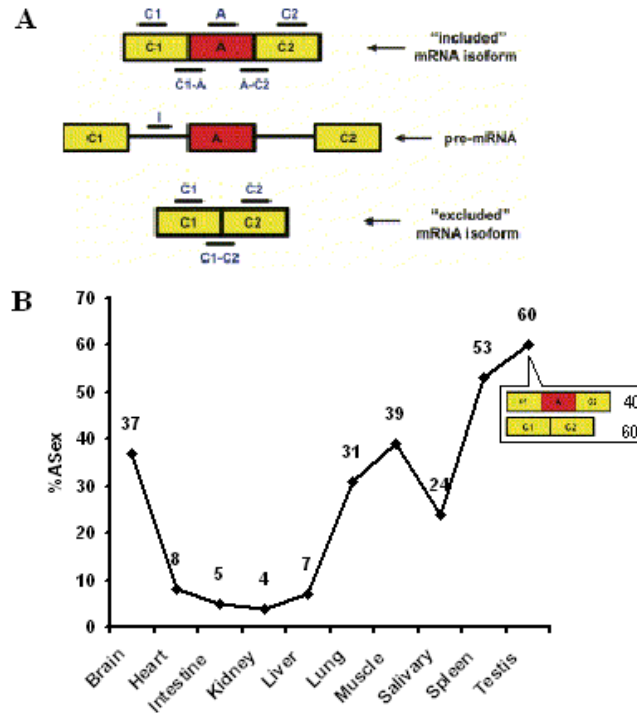 A
C1 A C2
C1 A C2
"included"
mRNA isoform
C1-A A-C2
I
C1 A C2
pre-mRNA
C1 C2
C1 C2
"excluded"
mRNA isoform
C1-C2
B
70
60
50
40
30
20
10
0
%ASex
37
8
5
4
7
31
39
24
53
60
C1 A C2 40
C1 C2 60
Brain
Heart
Intestine
Kidney
Liver
Lung
Muscle
Salivary
Spleen
Testis